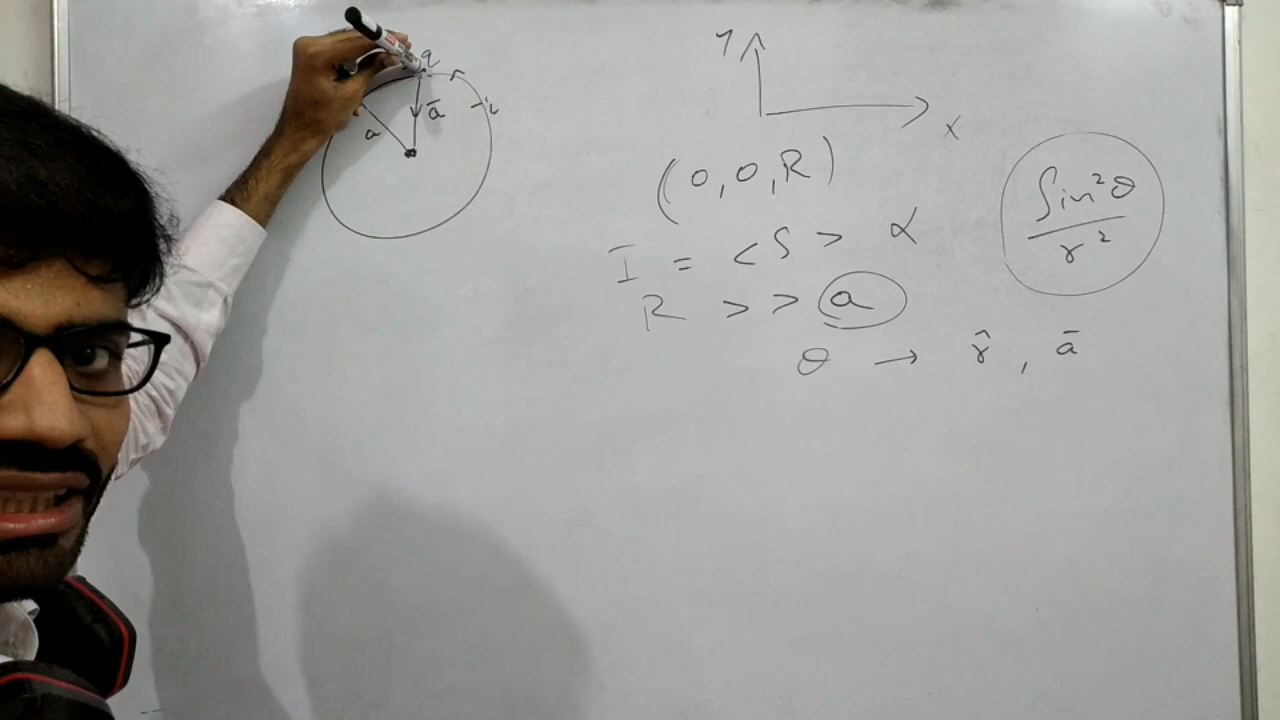 q
i
a
ā
y
x
(0,0,R)
I = <S> α
Sin²θ
r²
R >> a
θ → r̂, ā